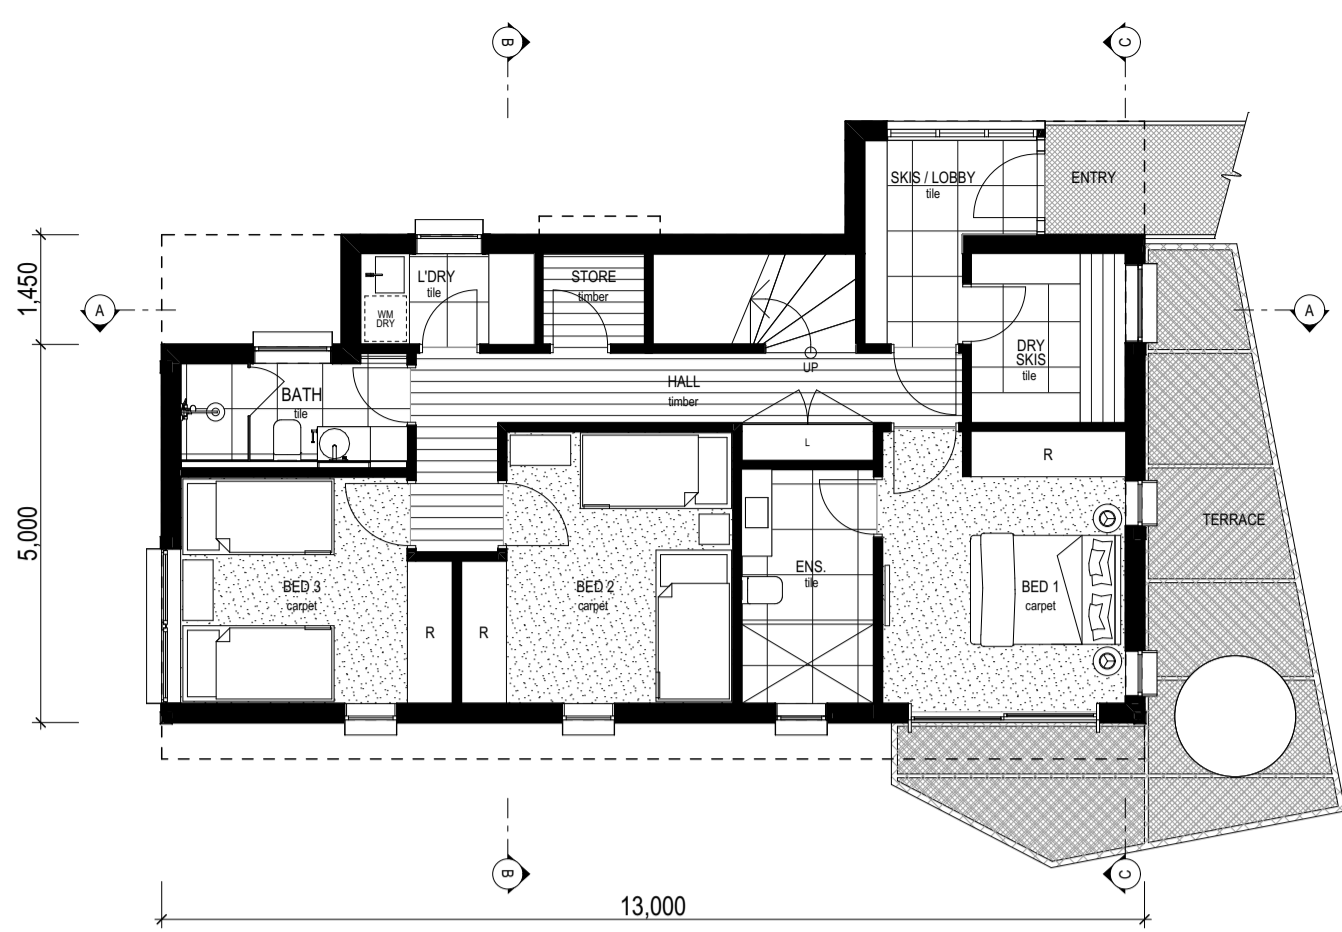 B
C
SKIS / LOBBY
tile
ENTRY
1,450
L'DRY
tile
STORE
timber
WM
DRY
A
A
DRY
SKIS
tile
UP
HALL
timber
BATH
tile
L
R
5,000
TERRACE
ENS.
tile
BED 3
carpet
BED 2
carpet
BED 1
carpet
R
R
B
C
13,000